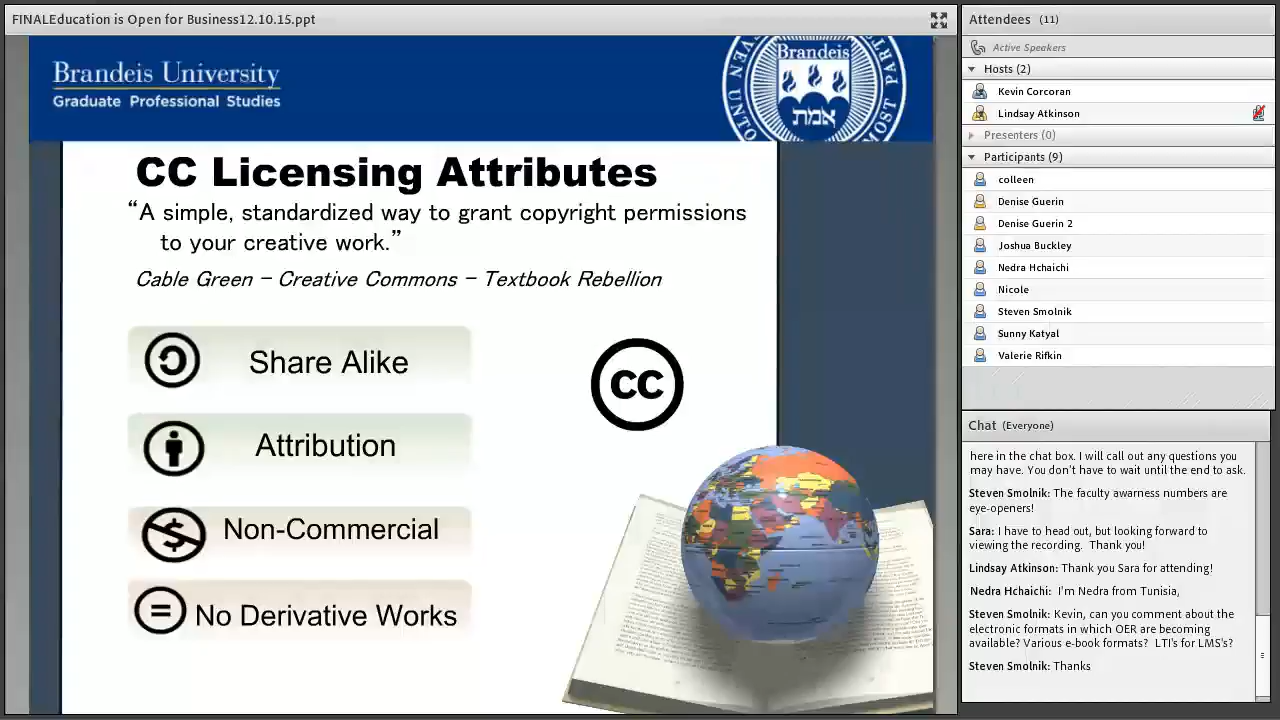 FINALEducation is Open for Business12.10.15.ppt
Brandeis University
Graduate Professional Studies
Brandeis
אמת
CC Licensing Attributes
“A simple, standardized way to grant copyright permissions
to your creative work.”
Cable Green – Creative Commons – Textbook Rebellion
Share Alike
Attribution
Non-Commercial
No Derivative Works
CC
Attendees (11)
Active Speakers
Hosts (2)
Kevin Corcoran
Lindsay Atkinson
Presenters (0)
Participants (9)
colleen
Denise Guerin
Denise Guerin 2
Joshua Buckley
Nedra Hchaichi
Nicole
Steven Smolnik
Sunny Katyal
Valerie Rifkin
Chat (Everyone)
here in the chat box. I will call out any questions you
may have. You don't have to wait until the end to ask.
Steven Smolnik: The faculty awarness numbers are
eye-openers!
Sara: I have to head out, but looking forward to
viewing the recording. Thank you!
Lindsay Atkinson: Thank you Sara for attending!
Nedra Hchaichi: I'm Nedra from Tunisia,
Steven Smolnik: Kevin, can you comment about the
electronic formats in which OER are becoming
available? Various e-book formats? LTI's for LMS's?
Steven Smolnik: Thanks